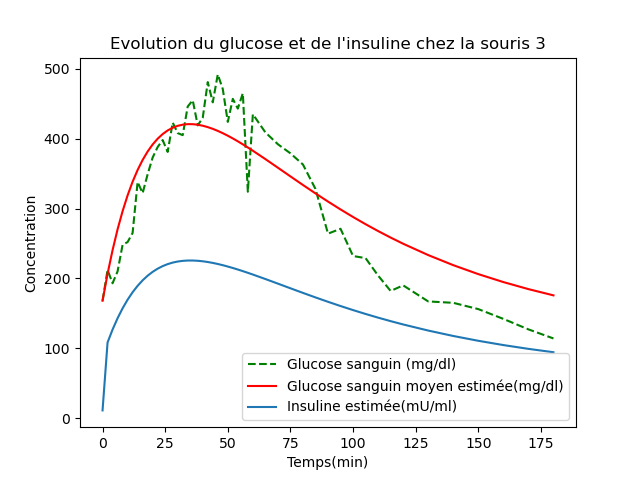 Evolution du glucose et de l'insuline chez la souris 3
500
400
300
200
100
0
Concentration
Glucose sanguin (mg/dl)
Glucose sanguin moyen estimée(mg/dl)
Insuline estimée(mU/ml)
0 25 50 75 100 125 150 175
Temps(min)